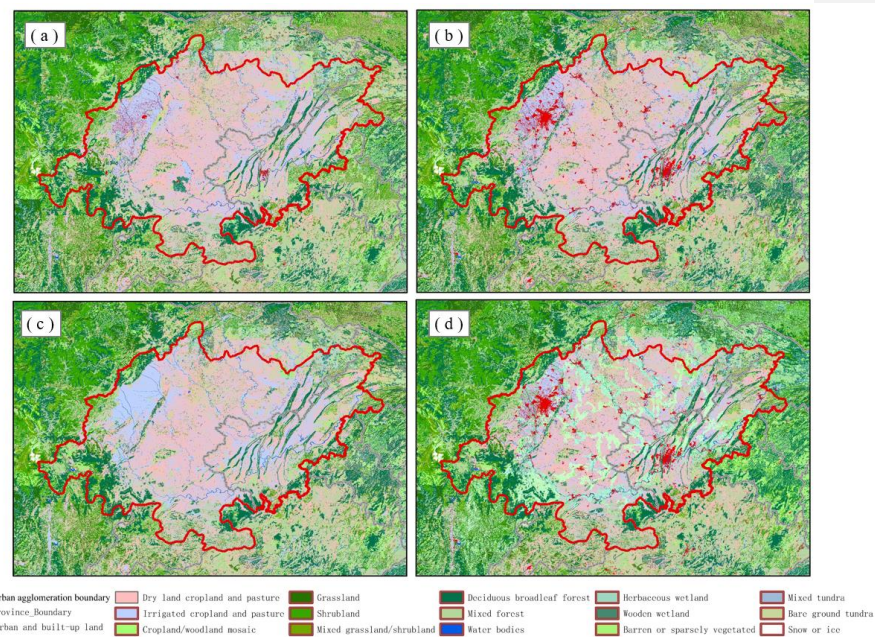 ( a )
( b )
( c )
( d )
rban agglomeration boundary Dry land cropland and pasture Grassland Deciduous broadleaf forest Herbaceous wetland Mixed tundra
rovince_Boundary Irrigated cropland and pasture Shrubland Mixed forest Wooden wetland Bare ground tundra
rban and built-up land Cropland/woodland mosaic Mixed grassland/shrubland Water bodies Barren or sparsely vegetated Snow or ice